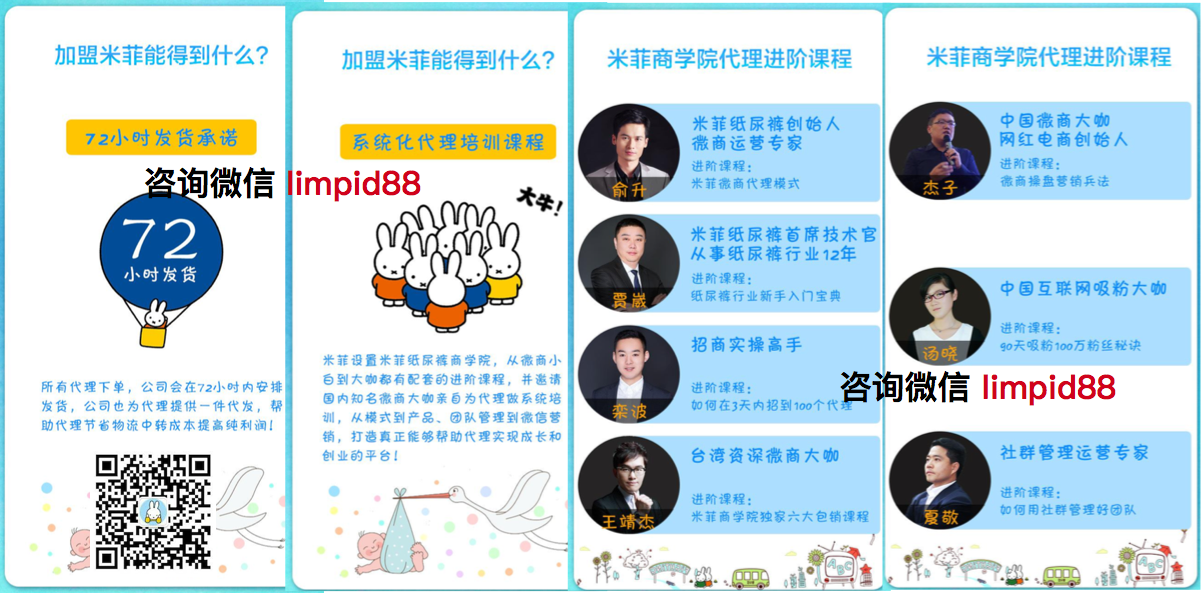 加盟米菲能得到什么?
72小时发货承诺
咨询微信 limpid88
72
小时发货
所有代理下单，公司会在72小时内安排
发货，公司也为代理提供一件代发，帮
助代理节省物流中转成本提高纯利润!
加盟米菲能得到什么?
系统化代理培训课程
大牛!
米菲设置米菲纸尿裤商学院，从微商小
白到大咖都有配套的进阶课程，并邀请
国内知名微商大咖亲自为代理做系统培
训，从模式到产品、团队管理到微信营
销，打造真正能够帮助代理实现成长和
创业的平台!
米菲商学院代理进阶课程
米菲纸尿裤创始人
微商运营专家
进阶课程：
米菲微商代理模式
俞升
米菲纸尿裤首席技术官
从事纸尿裤行业12年
进阶课程：
纸尿裤行业新手入门宝典
贾崴
招商实操高手
进阶课程：
如何在3天内招到100个代理
栾波
台湾资深微商大咖
进阶课程：
米菲商学院独家六大包销课程
王靖杰
ABC
米菲商学院代理进阶课程
中国微商大咖
网红电商创始人
进阶课程：
微商操盘营销兵法
杰子
中国互联网吸粉大咖
进阶课程：
90天吸粉100万粉丝秘诀
汤晓
咨询微信 limpid88
社群管理运营专家
进阶课程：
如何用社群管理好团队
夏敬
ABC